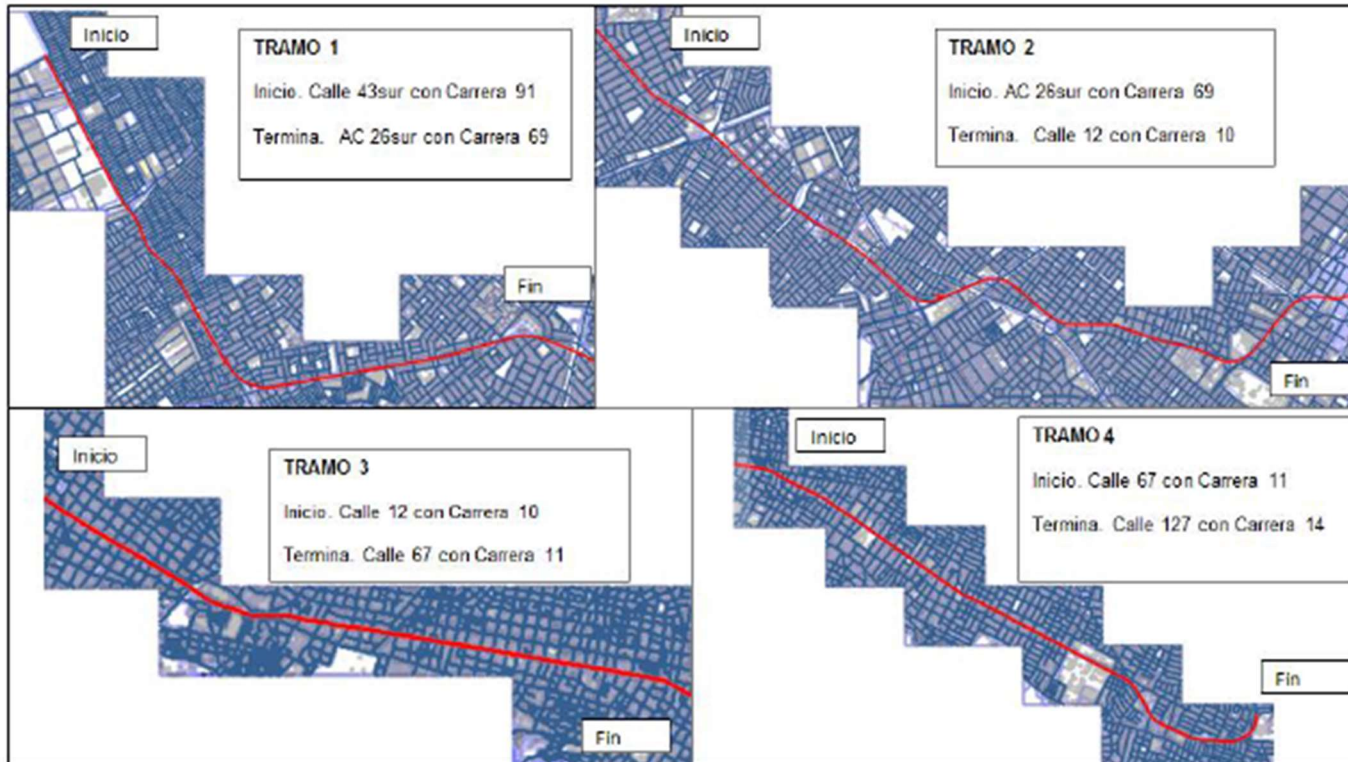 Inicio
TRAMO 1
Inicio. Calle 43sur con Carrera 91
Termina. AC 26sur con Carrera 69
Fin
Inicio
TRAMO 2
Inicio. AC 26sur con Carrera 69
Termina. Calle 12 con Carrera 10
Fin
Inicio
TRAMO 3
Inicio. Calle 12 con Carrera 10
Termina. Calle 67 con Carrera 11
Fin
Inicio
TRAMO 4
Inicio. Calle 67 con Carrera 11
Termina. Calle 127 con Carrera 14
Fin